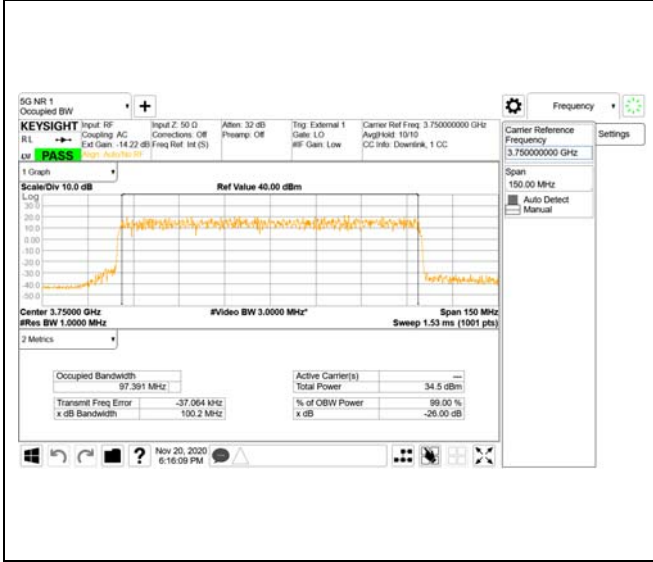 5G NR 1
Occupied BW
Frequency
KEYSIGHT
RL
PASS
Input: RF
Coupling: AC
Ext Gain: -14.22 dB
Align: Auto/No RF
Input Z: 50 Ω
Corrections: Off
Freq Ref: Int (S)
Atten: 32 dB
Preamp: Off
Trig: External 1
Gate: LO
#IF Gain: Low
Carrier Ref Freq: 3.750000000 GHz
Avg|Hold: 10/10
CC Info: Downlink, 1 CC
Carrier Reference
Frequency
3.750000000 GHz
Settings
Span
150.00 MHz
Auto Detect
Manual
1 Graph
Scale/Div 10.0 dB
Ref Value 40.00 dBm
Log
30.0
20.0
10.0
0.00
-10.0
-20.0
-30.0
-40.0
-50.0
Center 3.75000 GHz
#Video BW 3.0000 MHz*
Span 150 MHz
#Res BW 1.0000 MHz
Sweep 1.53 ms (1001 pts)
2 Metrics
Occupied Bandwidth
97.391 MHz
Transmit Freq Error -37.064 kHz
x dB Bandwidth 100.2 MHz
Active Carrier(s) ---
Total Power 34.5 dBm
% of OBW Power 99.00 %
x dB -26.00 dB
Nov 20, 2020
6:16:09 PM